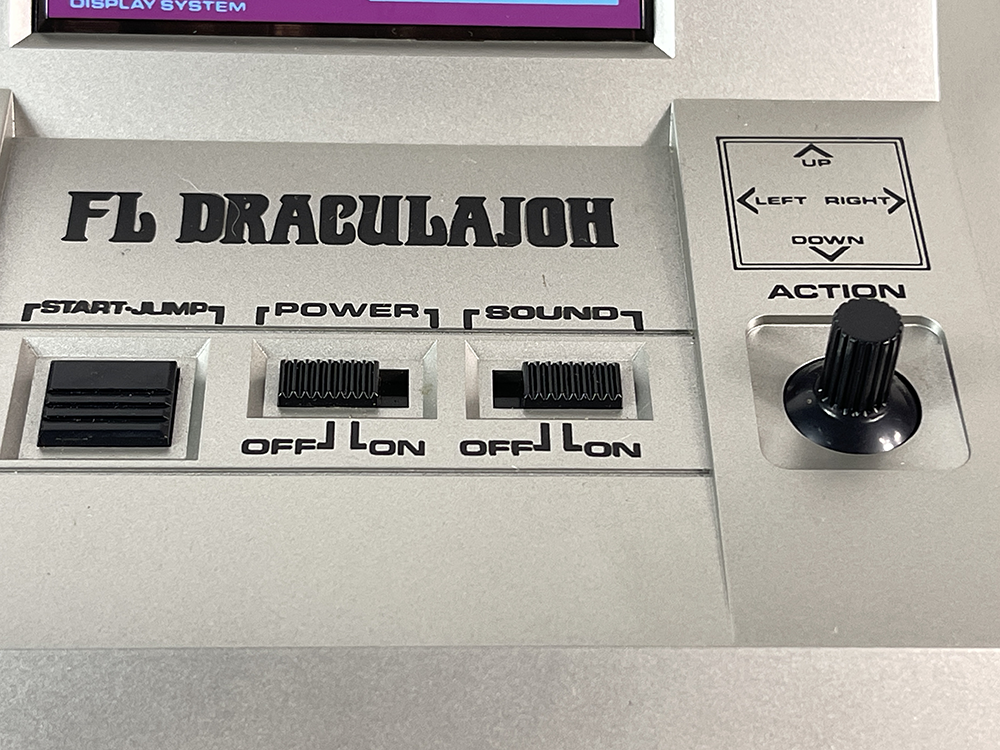 DISPLAY SYSTEM
FL DRACULAJOH
START·JUMP
POWER
SOUND
OFF ON
OFF ON
UP
LEFT RIGHT
DOWN
ACTION